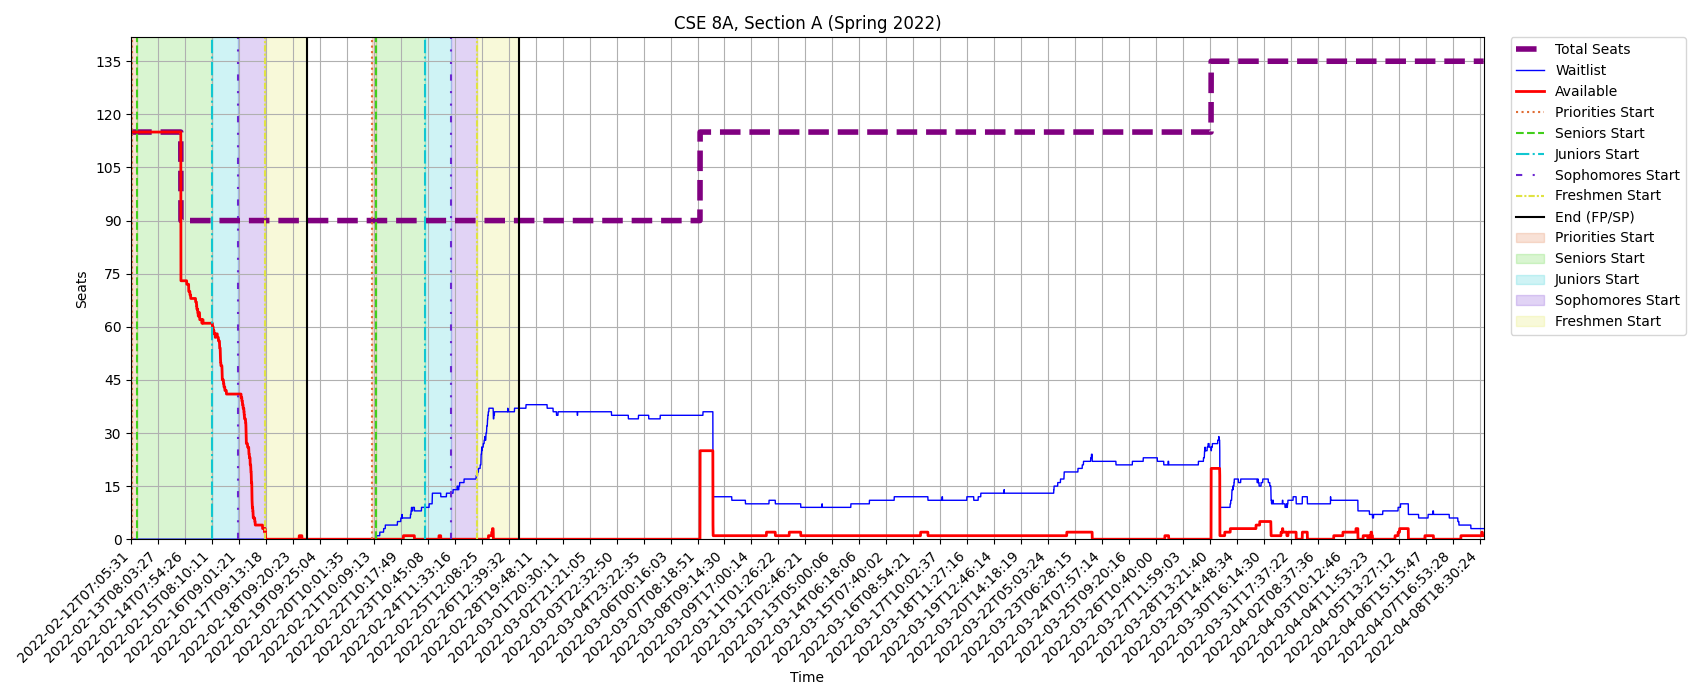 CSE 8A, Section A (Spring 2022)
Seats
135
120
105
90
75
60
45
30
15
0
2022-02-12T07:05:31
2022-02-13T08:03:27
2022-02-14T07:54:26
2022-02-15T08:10:11
2022-02-16T09:01:21
2022-02-17T09:13:18
2022-02-18T09:20:23
2022-02-19T09:25:04
2022-02-20T10:01:35
2022-02-21T10:09:13
2022-02-22T10:17:49
2022-02-23T10:45:08
2022-02-24T11:33:16
2022-02-25T12:08:25
2022-02-26T12:39:32
2022-02-28T19:48:11
2022-03-01T20:30:11
2022-03-02T21:21:05
2022-03-03T22:32:50
2022-03-04T23:22:35
2022-03-06T00:16:03
2022-03-07T08:18:51
2022-03-08T09:14:30
2022-03-09T17:00:14
2022-03-11T01:26:22
2022-03-12T02:46:21
2022-03-13T05:00:06
2022-03-14T06:18:06
2022-03-15T07:40:02
2022-03-16T08:54:21
2022-03-17T10:02:37
2022-03-18T11:27:16
2022-03-19T12:46:14
2022-03-20T14:18:19
2022-03-22T05:03:24
2022-03-23T06:28:15
2022-03-24T07:57:14
2022-03-25T09:20:16
2022-03-26T10:40:00
2022-03-27T11:59:03
2022-03-28T13:21:40
2022-03-29T14:48:34
2022-03-30T16:14:30
2022-03-31T17:37:22
2022-04-02T08:37:36
2022-04-03T10:12:46
2022-04-04T11:53:23
2022-04-05T13:27:12
2022-04-06T15:15:47
2022-04-07T16:53:28
2022-04-08T18:30:24
Time
Total Seats
Waitlist
Available
Priorities Start
Seniors Start
Juniors Start
Sophomores Start
Freshmen Start
End (FP/SP)
Priorities Start
Seniors Start
Juniors Start
Sophomores Start
Freshmen Start